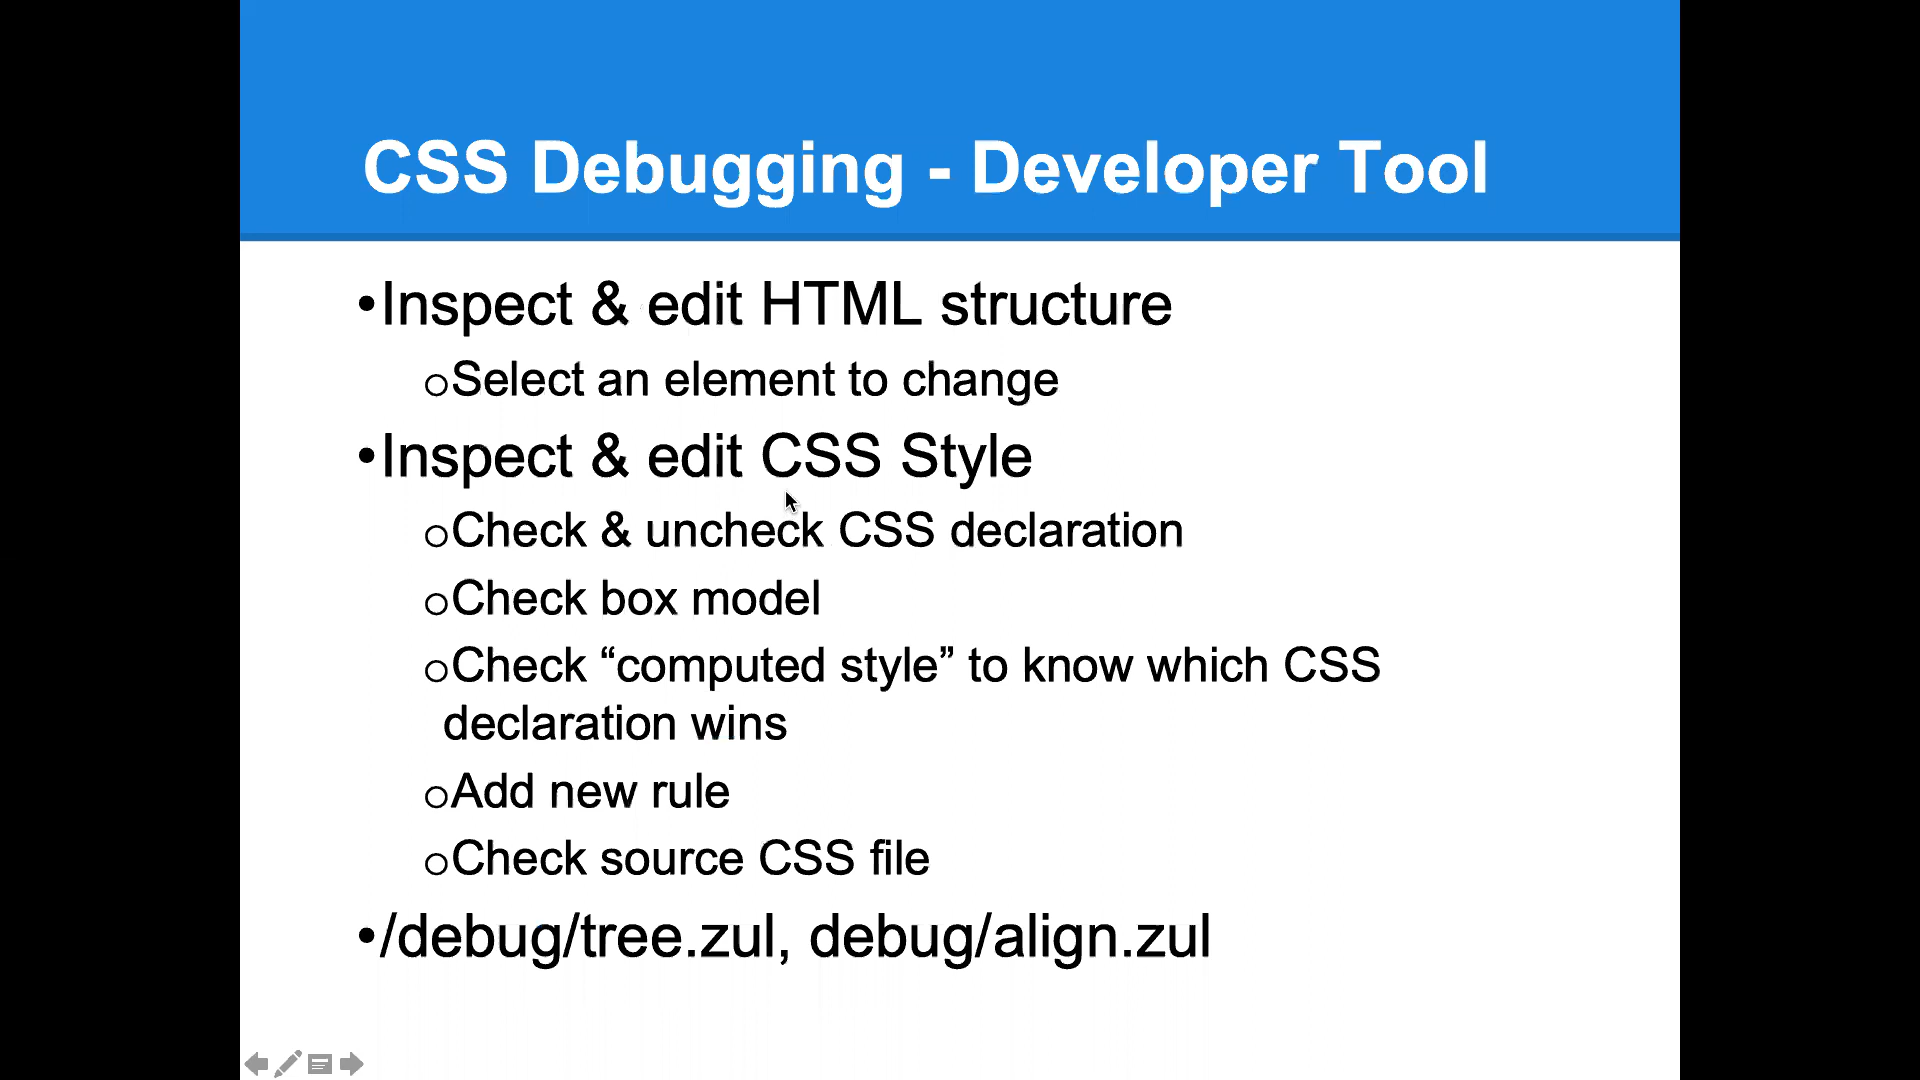 CSS Debugging - Developer Tool
•Inspect & edit HTML structure
oSelect an element to change
•Inspect & edit CSS Style
oCheck & uncheck CSS declaration
oCheck box model
oCheck “computed style” to know which CSS
declaration wins
oAdd new rule
oCheck source CSS file
•/debug/tree.zul, debug/align.zul